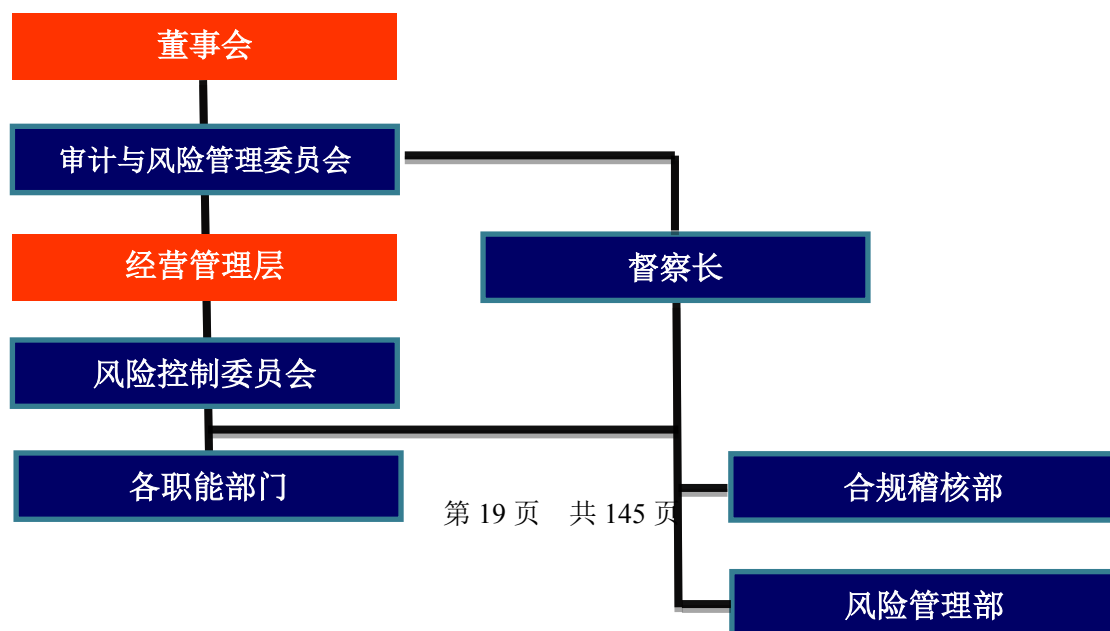 董事会
审计与风险管理委员会
经营管理层
督察长
风险控制委员会
各职能部门
合规稽核部
第 19 页 共 145 页
风险管理部